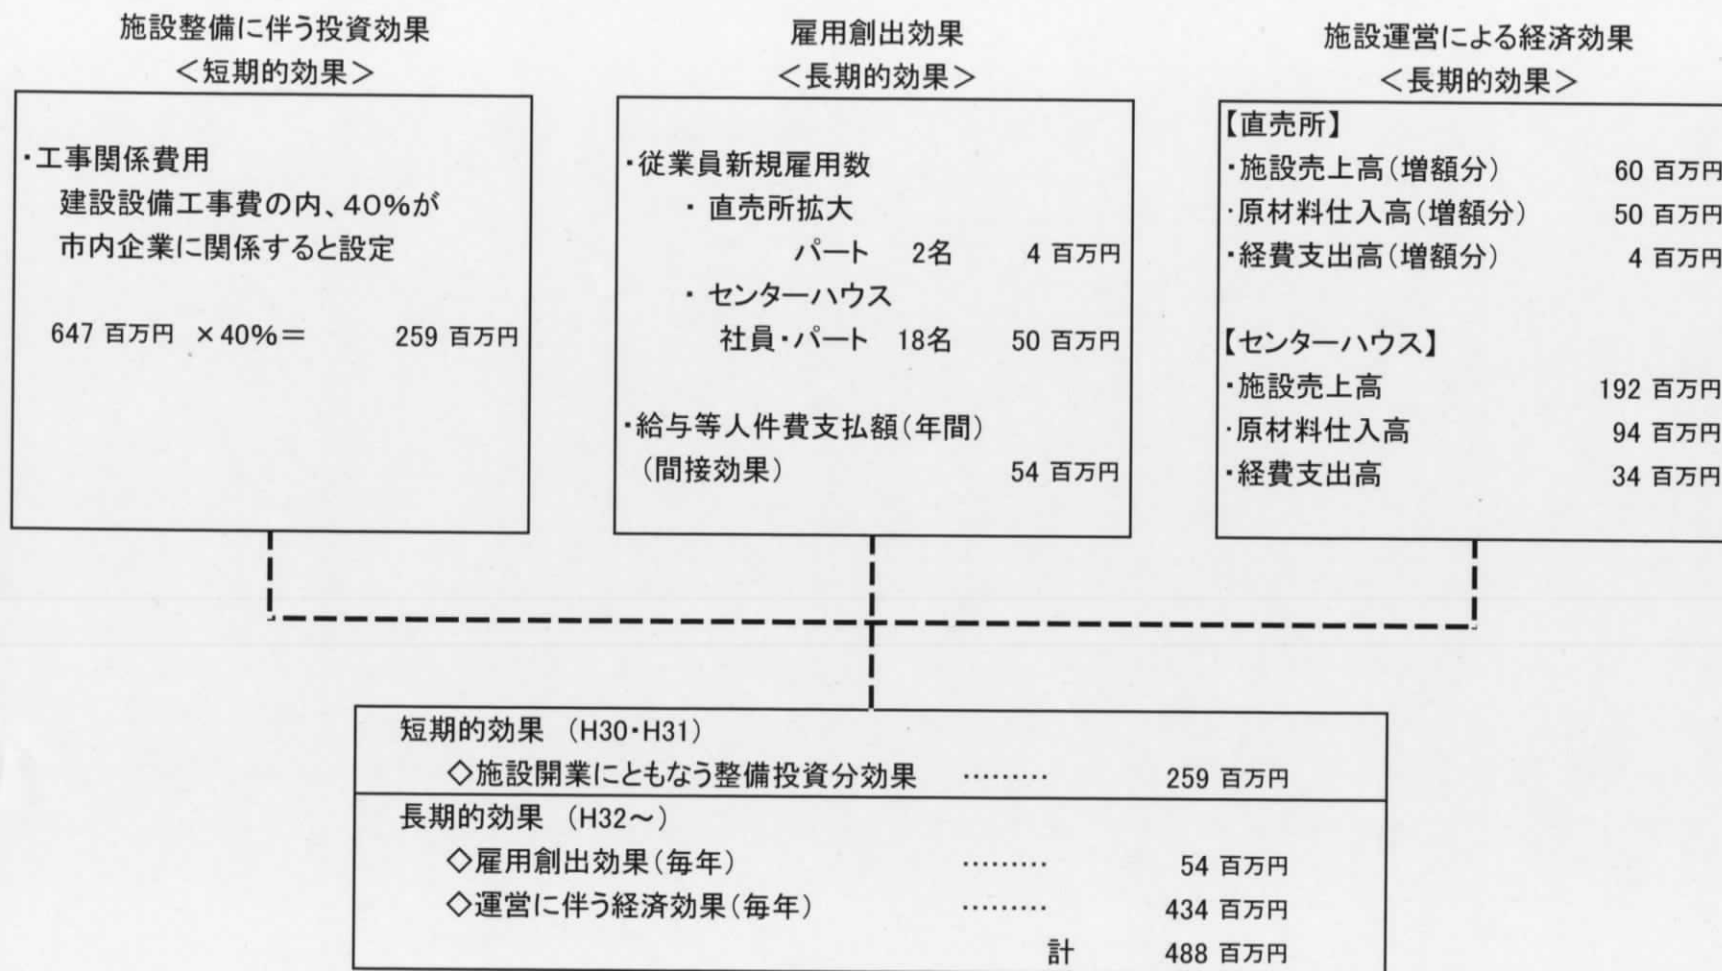 施設整備に伴う投資効果
＜短期的効果＞
・工事関係費用
建設設備工事費の内、40%が
市内企業に関係すると設定
647 百万円 ×40%＝ 259 百万円
雇用創出効果
＜長期的効果＞
・従業員新規雇用数
・ 直売所拡大
パート 2名 4 百万円
・ センターハウス
社員・パート 18名 50 百万円
・給与等人件費支払額(年間)
(間接効果) 54 百万円
施設運営による経済効果
＜長期的効果＞
【直売所】
・施設売上高(増額分) 60 百万円
・原材料仕入高(増額分) 50 百万円
・経費支出高(増額分) 4 百万円
【センターハウス】
・施設売上高 192 百万円
・原材料仕入高 94 百万円
・経費支出高 34 百万円
短期的効果 (H30・H31)
◇施設開業にともなう整備投資分効果 ……… 259 百万円
長期的効果 (H32～)
◇雇用創出効果(毎年) ……… 54 百万円
◇運営に伴う経済効果(毎年) ……… 434 百万円
計 488 百万円